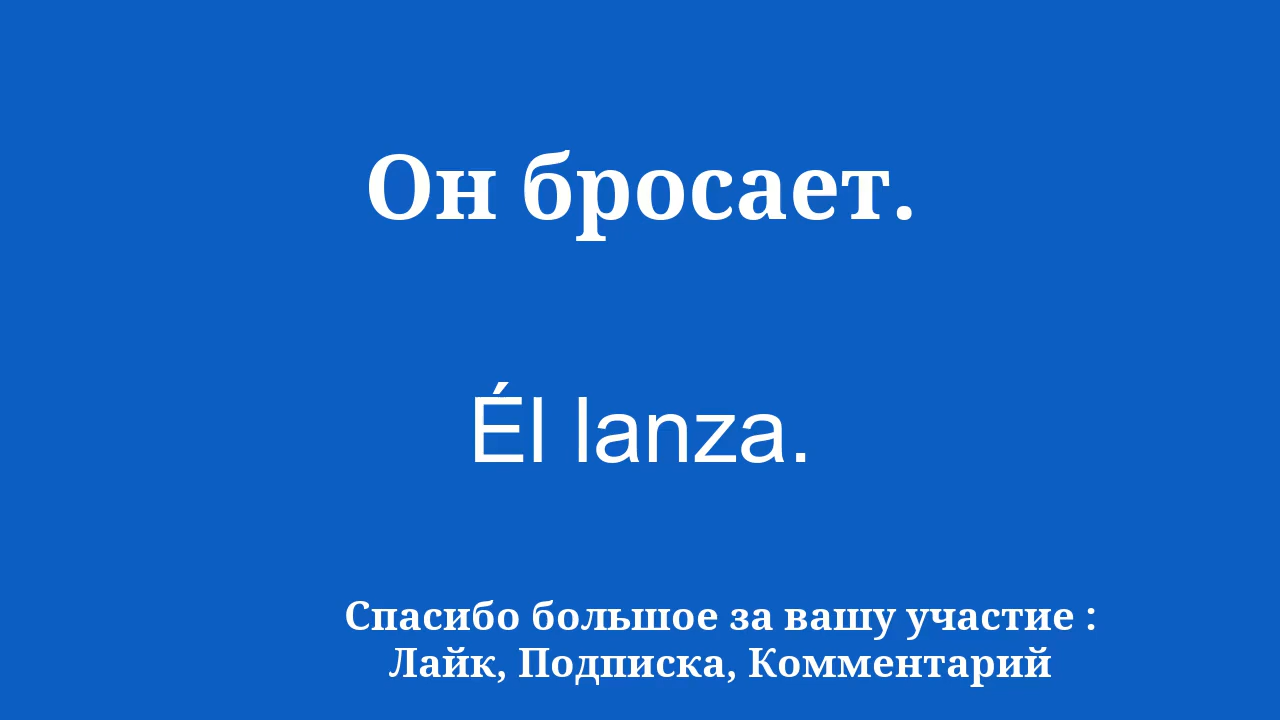 Он бросает.
Él lanza.
Спасибо большое за вашу участие :
Лайк, Подписка, Комментарий